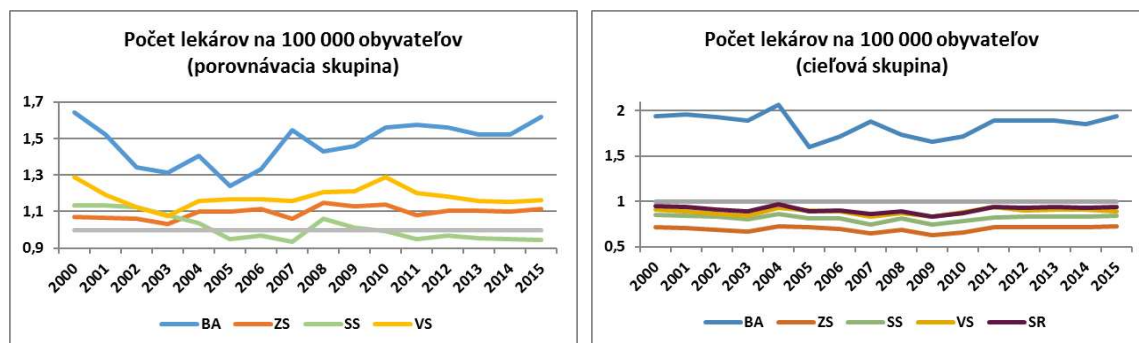 Počet lekárov na 100 000 obyvateľov
(porovnávacia skupina)
1,7
1,5
1,3
1,1
0,9
2000 2001 2002 2003 2004 2005 2006 2007 2008 2009 2010 2011 2012 2013 2014 2015
BA ZS SS VS
Počet lekárov na 100 000 obyvateľov
(cieľová skupina)
2
1,5
1
0,5
2000 2001 2002 2003 2004 2005 2006 2007 2008 2009 2010 2011 2012 2013 2014 2015
BA ZS SS VS SR